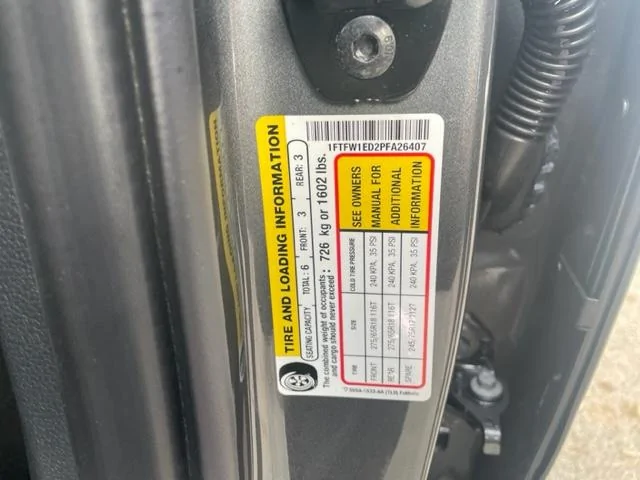 1FTFW1ED2PFA26407
TIRE AND LOADING INFORMATION
SEATING CAPACITY TOTAL: 6 FRONT: 3 REAR: 3
The combined weight of occupants : 726 kg or 1602 lbs.
and cargo should never exceed
TIRE SIZE COLD TIRE PRESSURE SEE OWNERS
FRONT 275/65R18 116T 240 KPA, 35 PSI MANUAL FOR
275/65R18 116T 240 KPA, 35 PSI ADDITIONAL
SPARE 240 KPA, 35 PSI INFORMATION